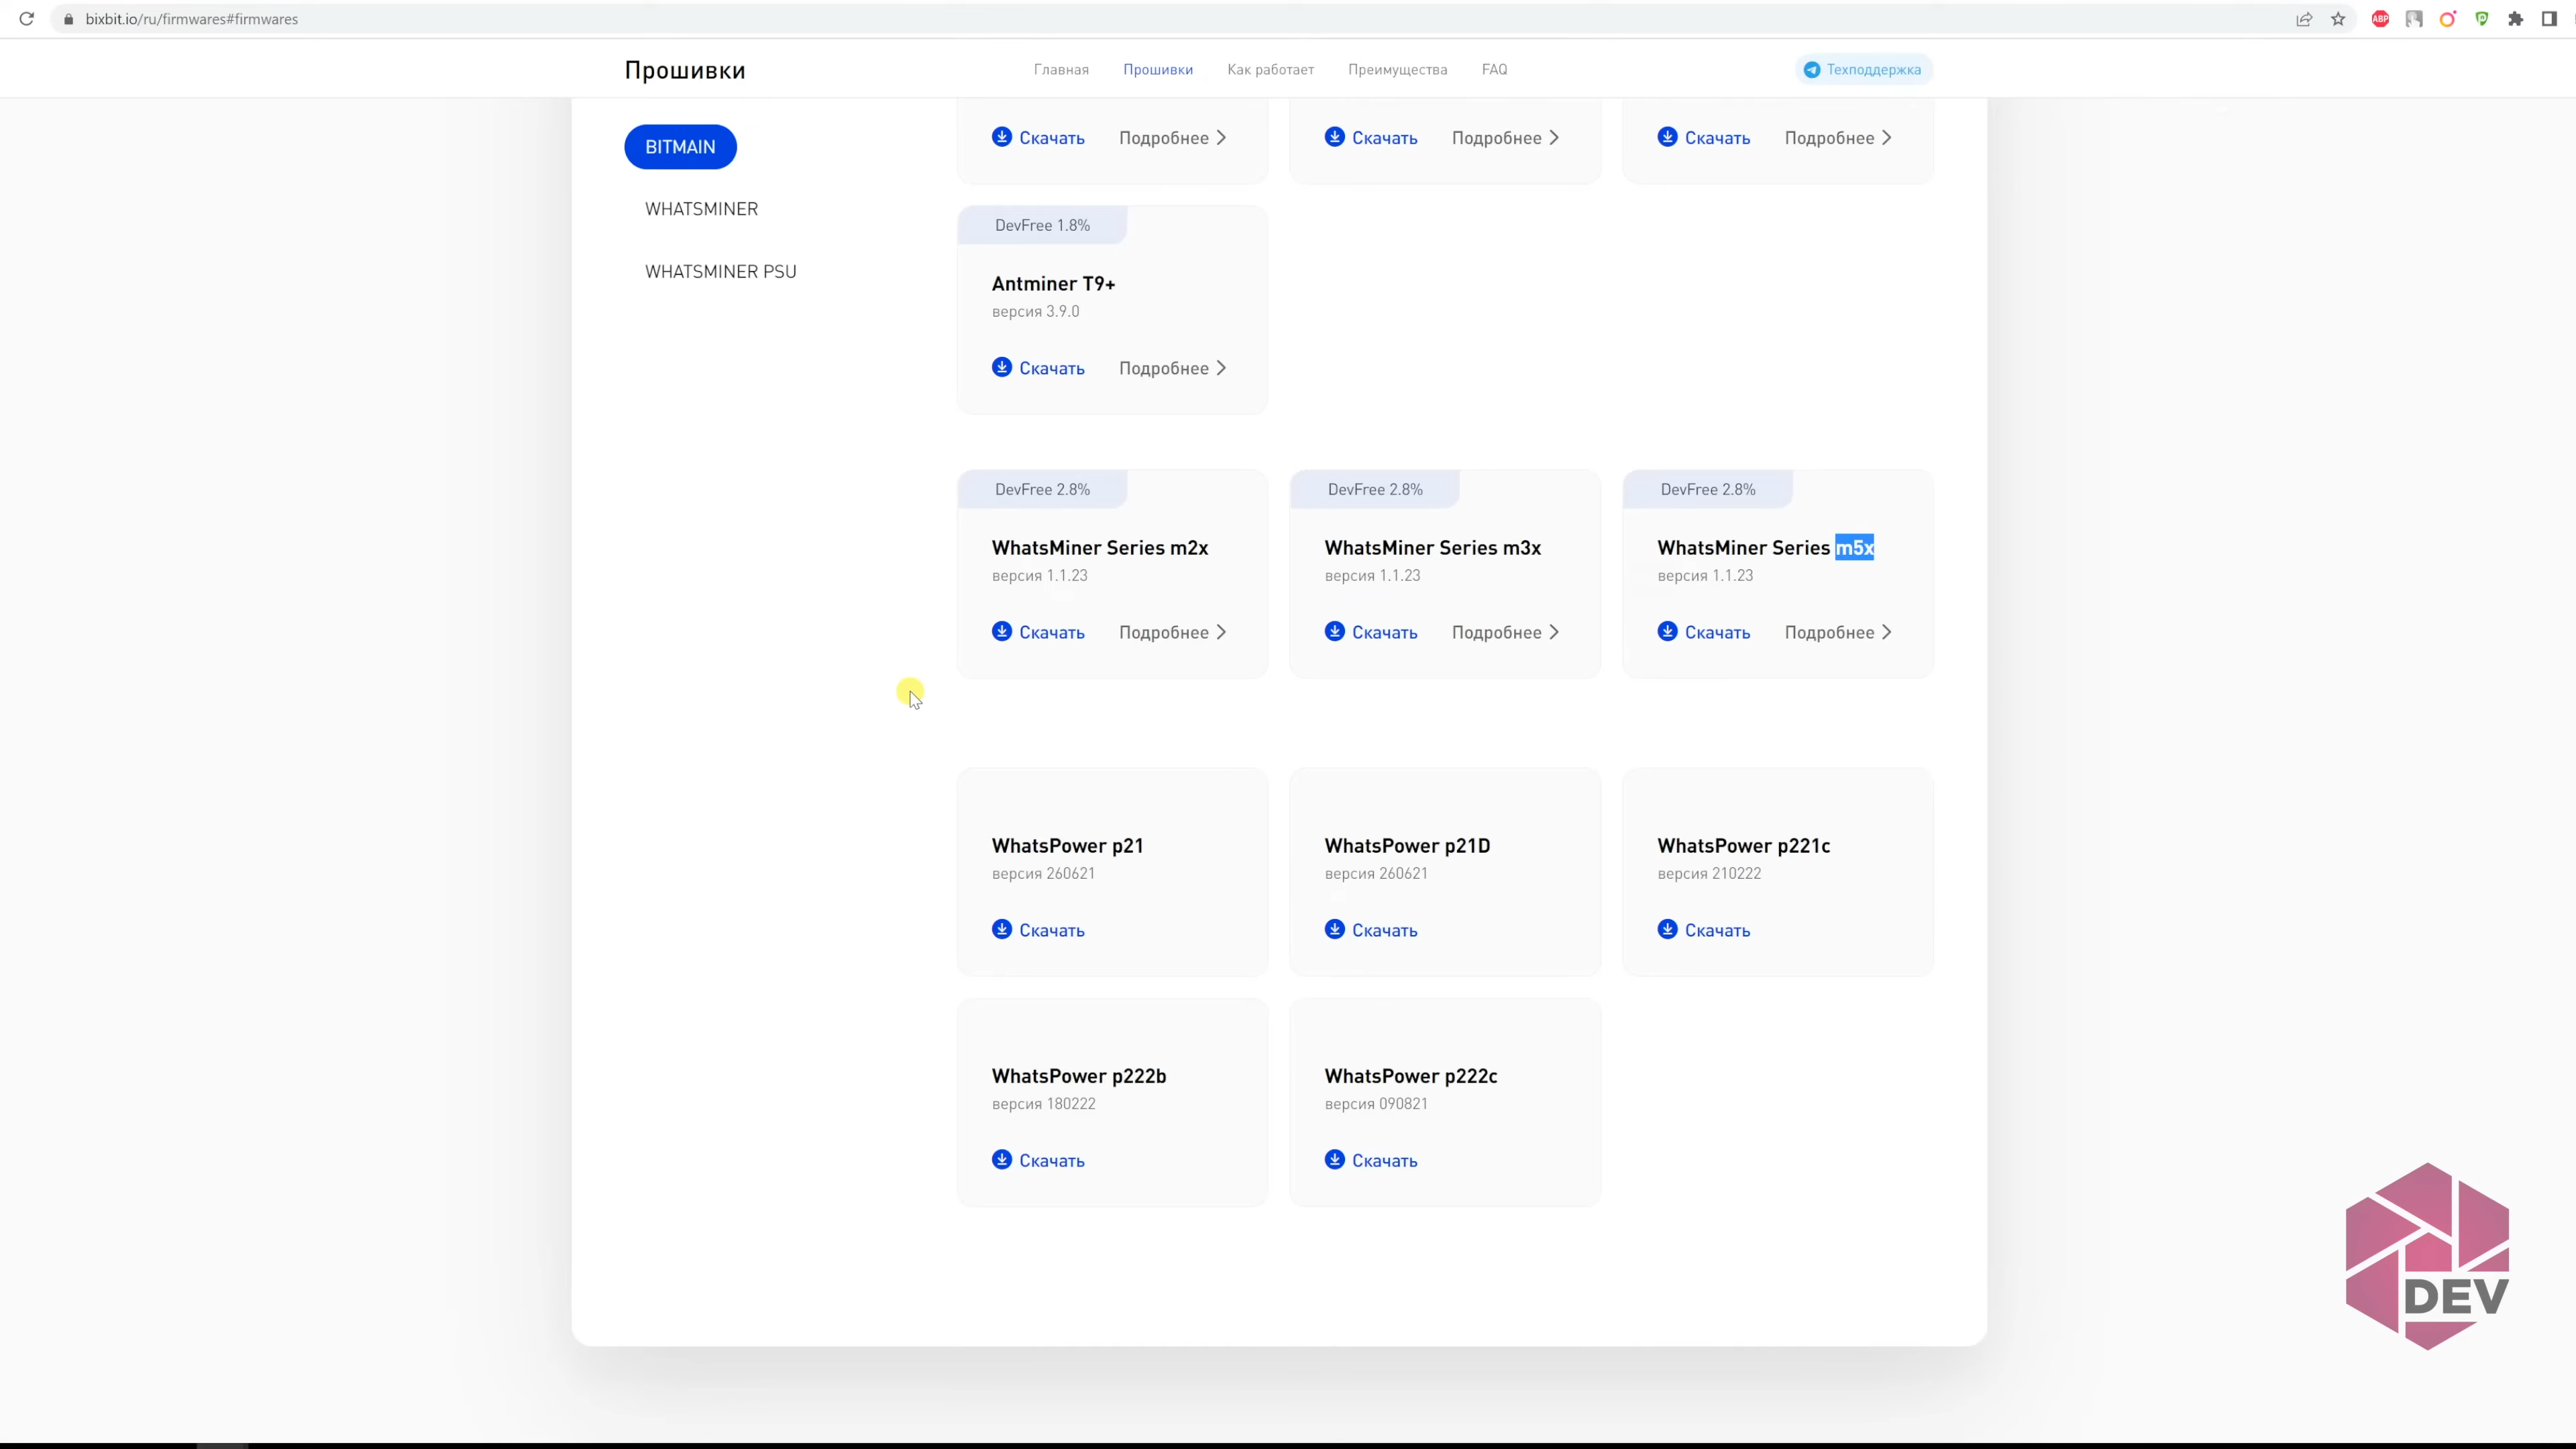 bixbit.io/ru/firmwares#firmwares
ABP
Прошивки
Главная Прошивки Как работает Преимущества FAQ
Техподдержка
BITMAIN
WHATSMINER
WHATSMINER PSU
Скачать Подробнее
Скачать Подробнее
Скачать Подробнее
DevFree 1.8%
Antminer T9+
версия 3.9.0
Скачать Подробнее
DevFree 2.8%
WhatsMiner Series m2x
версия 1.1.23
Скачать Подробнее
DevFree 2.8%
WhatsMiner Series m3x
версия 1.1.23
Скачать Подробнее
DevFree 2.8%
WhatsMiner Series m5x
версия 1.1.23
Скачать Подробнее
WhatsPower p21
версия 260621
Скачать
WhatsPower p21D
версия 260621
Скачать
WhatsPower p221c
версия 210222
Скачать
WhatsPower p222b
версия 180222
Скачать
WhatsPower p222c
версия 090821
Скачать
DEV